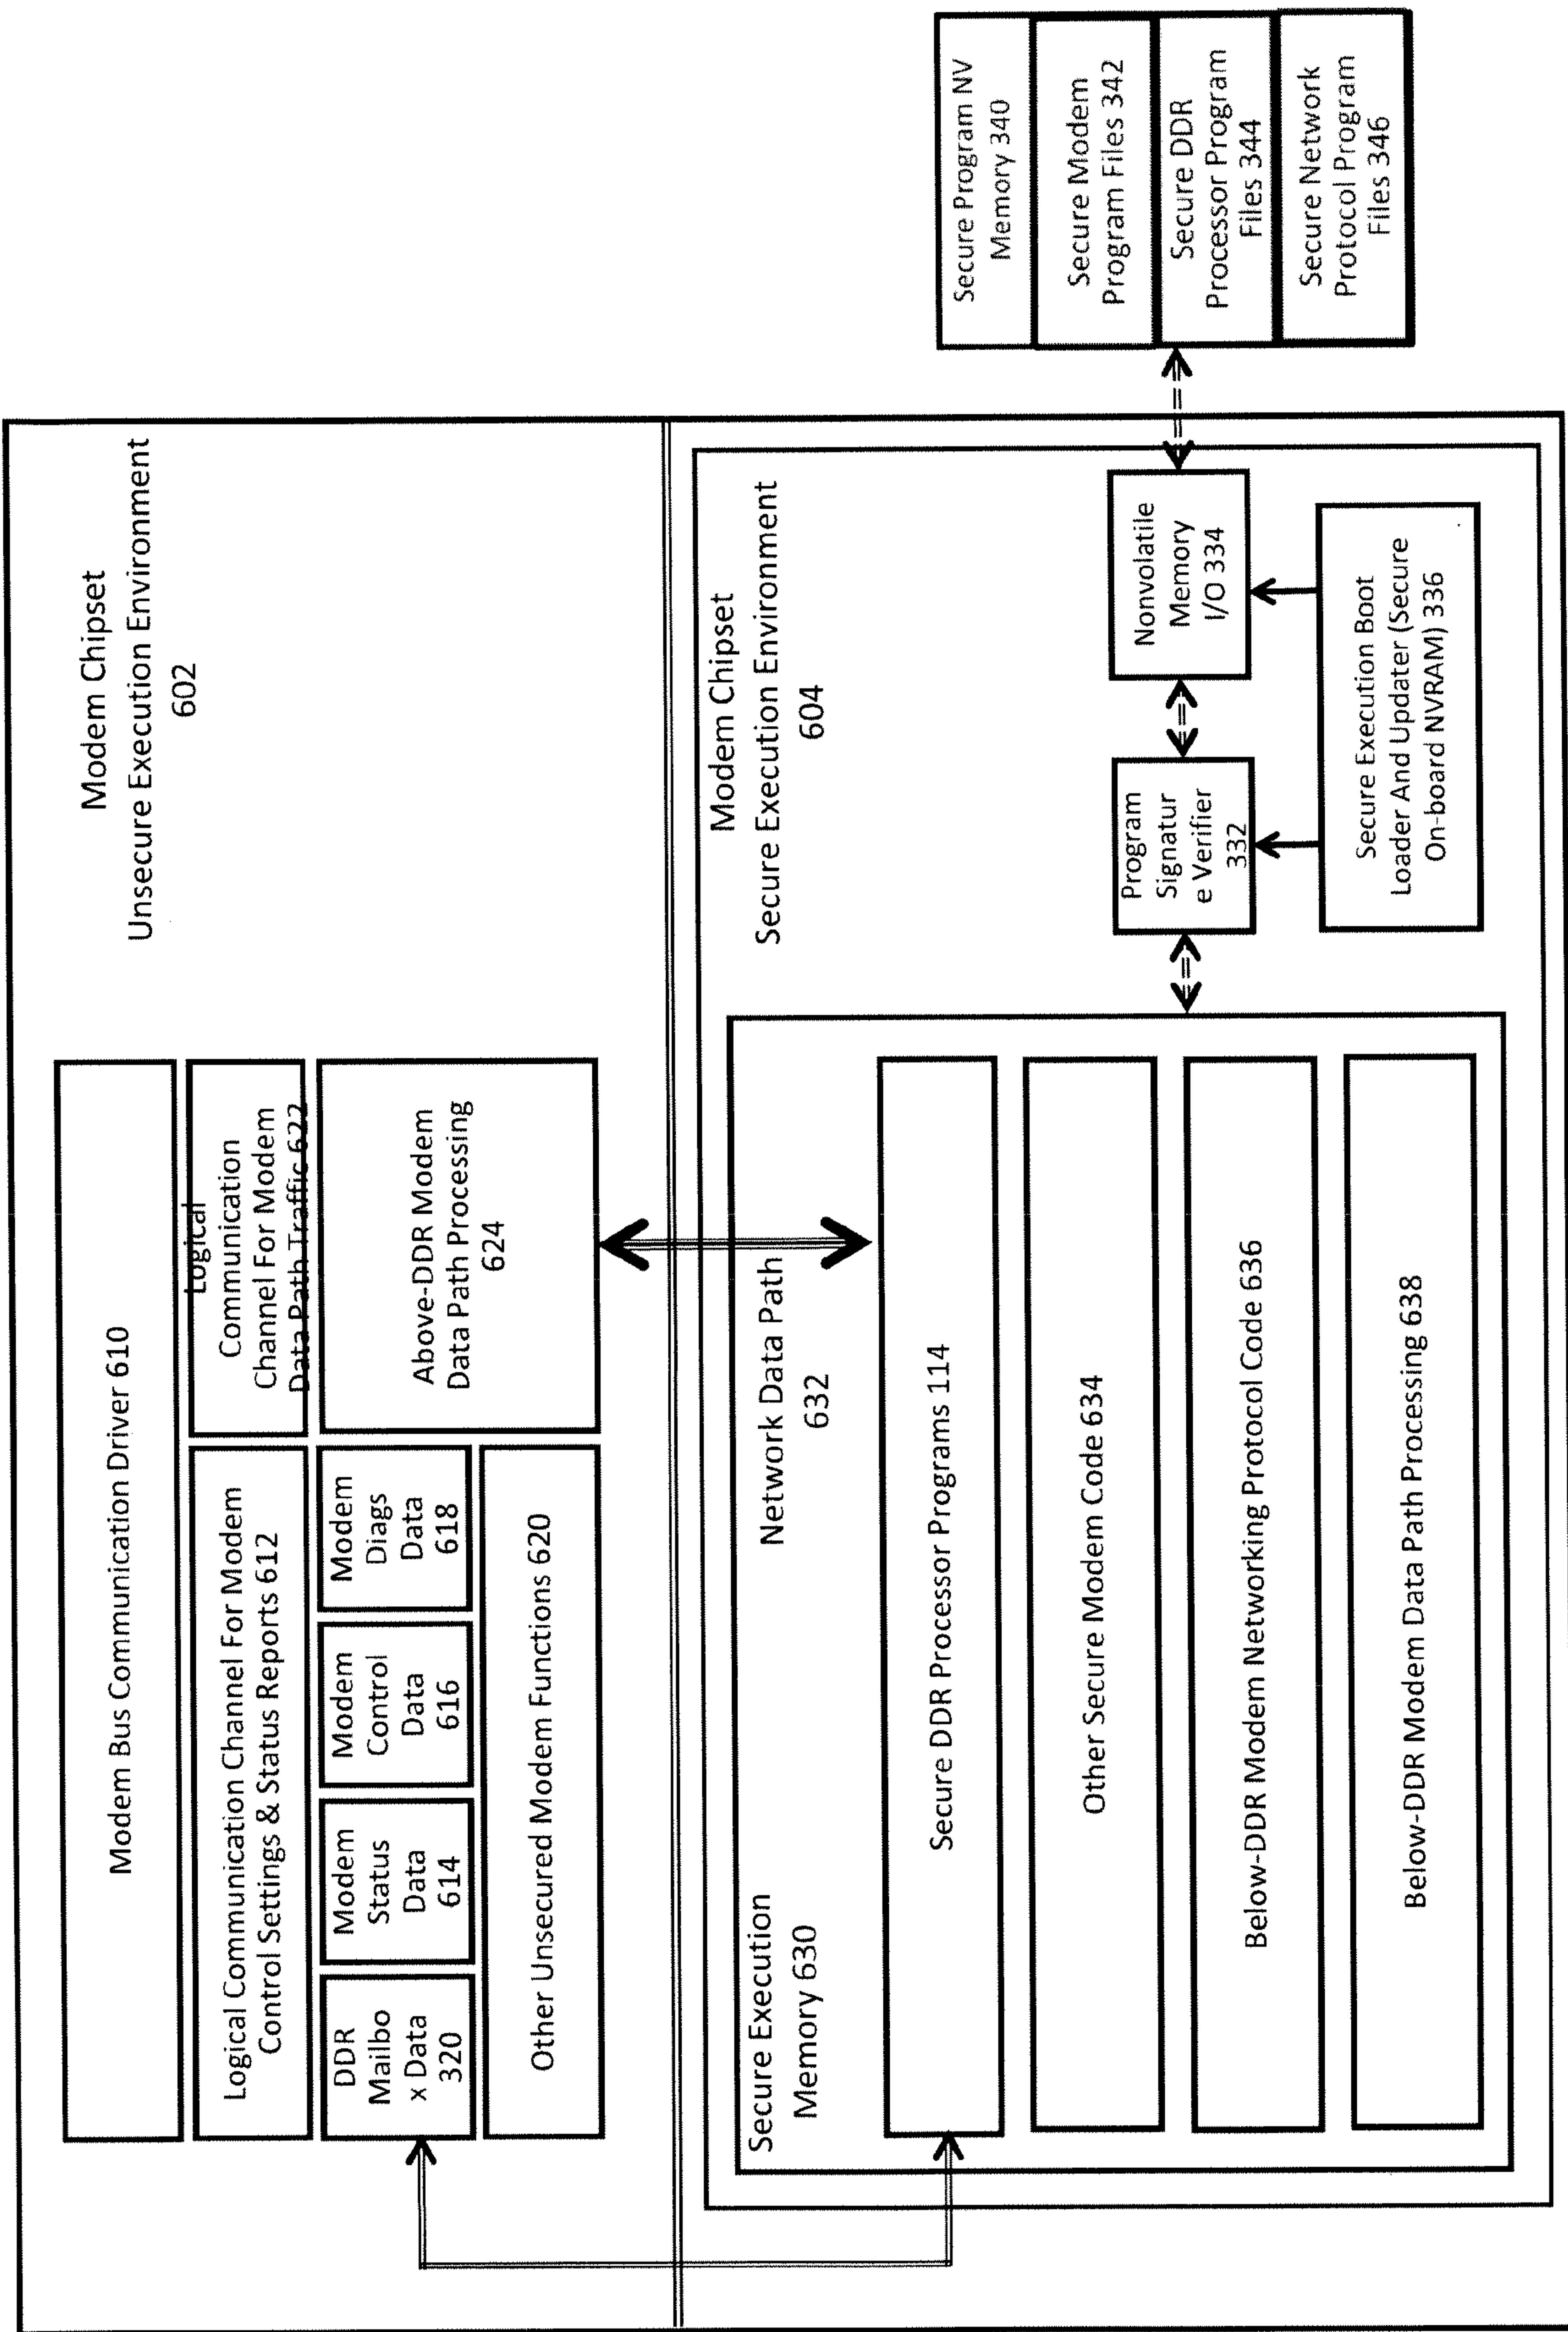 Modem Chipset
Unsecure Execution Environment
602
Modem Bus Communication Driver 610
Logical Communication Channel For Modem
Control Settings & Status Reports 612
Logical
Communication
Channel For Modem
Data Path Traffic 622
DDR
Mailbo
x Data
320
Modem
Status
Data
614
Modem
Control
Data
616
Modem
Diags
Data
618
Above-DDR Modem
Data Path Processing
624
Other Unsecured Modem Functions 620
Modem Chipset
Secure Execution Environment
604
Secure Execution
Memory 630
Network Data Path
632
Secure DDR Processor Programs 114
Other Secure Modem Code 634
Below-DDR Modem Networking Protocol Code 636
Below-DDR Modem Data Path Processing 638
Program
Signatur
e Verifier
332
Nonvolatile
Memory
I/O 334
Secure Execution Boot
Loader And Updater (Secure
On-board NVRAM) 336
Secure Program NV
Memory 340
Secure Modem
Program Files 342
Secure DDR
Processor Program
Files 344
Secure Network
Protocol Program
Files 346